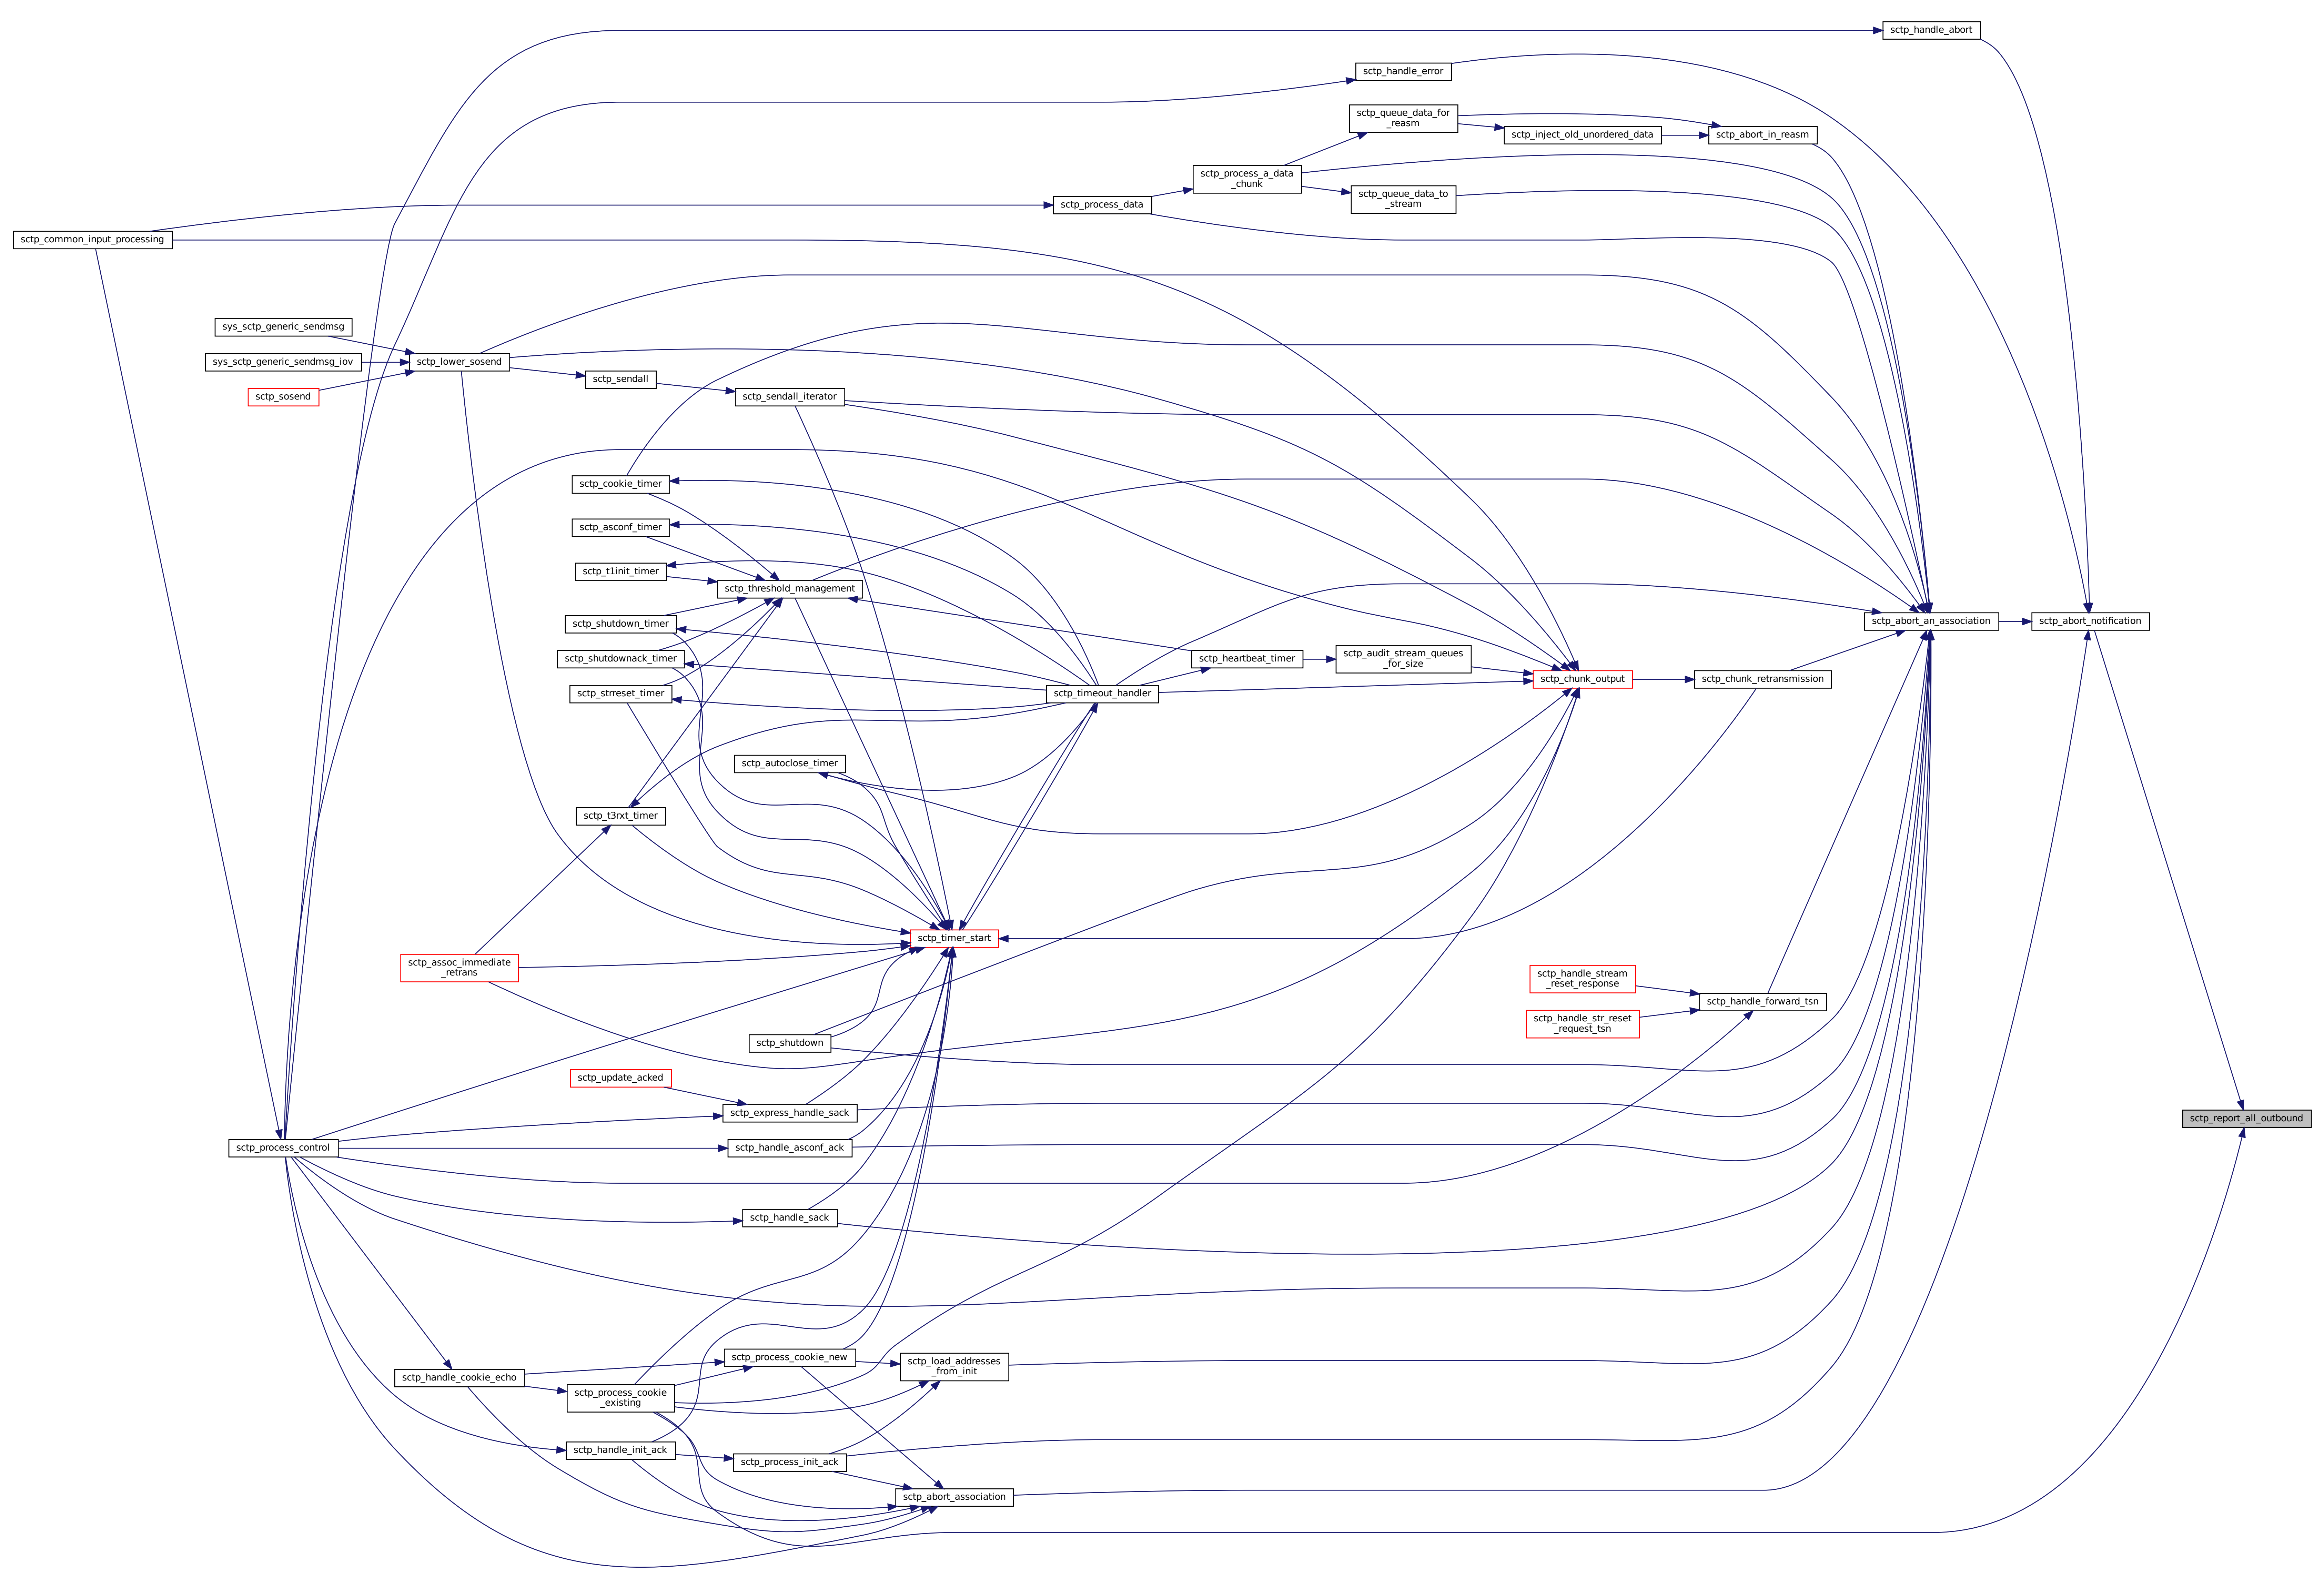 sctp_handle_abort
sctp_handle_error
sctp_queue_data_for
_reasm
sctp_inject_old_unordered_data
sctp_abort_in_reasm
sctp_process_a_data
_chunk
sctp_queue_data_to
_stream
sctp_process_data
sctp_common_input_processing
sys_sctp_generic_sendmsg
sys_sctp_generic_sendmsg_iov
sctp_lower_sosend
sctp_sosend
sctp_sendall
sctp_sendall_iterator
sctp_cookie_timer
sctp_asconf_timer
sctp_t1init_timer
sctp_threshold_management
sctp_shutdown_timer
sctp_abort_an_association
sctp_abort_notification
sctp_shutdownack_timer
sctp_heartbeat_timer
sctp_audit_stream_queues
_for_size
sctp_chunk_output
sctp_chunk_retransmission
sctp_strreset_timer
sctp_timeout_handler
sctp_autoclose_timer
sctp_t3rxt_timer
sctp_timer_start
sctp_assoc_immediate
_retrans
sctp_handle_stream
_reset_response
sctp_handle_forward_tsn
sctp_handle_str_reset
_request_tsn
sctp_shutdown
sctp_update_acked
sctp_express_handle_sack
sctp_report_all_outbound
sctp_process_control
sctp_handle_asconf_ack
sctp_handle_sack
sctp_process_cookie_new
sctp_load_addresses
_from_init
sctp_handle_cookie_echo
sctp_process_cookie
_existing
sctp_handle_init_ack
sctp_process_init_ack
sctp_abort_association